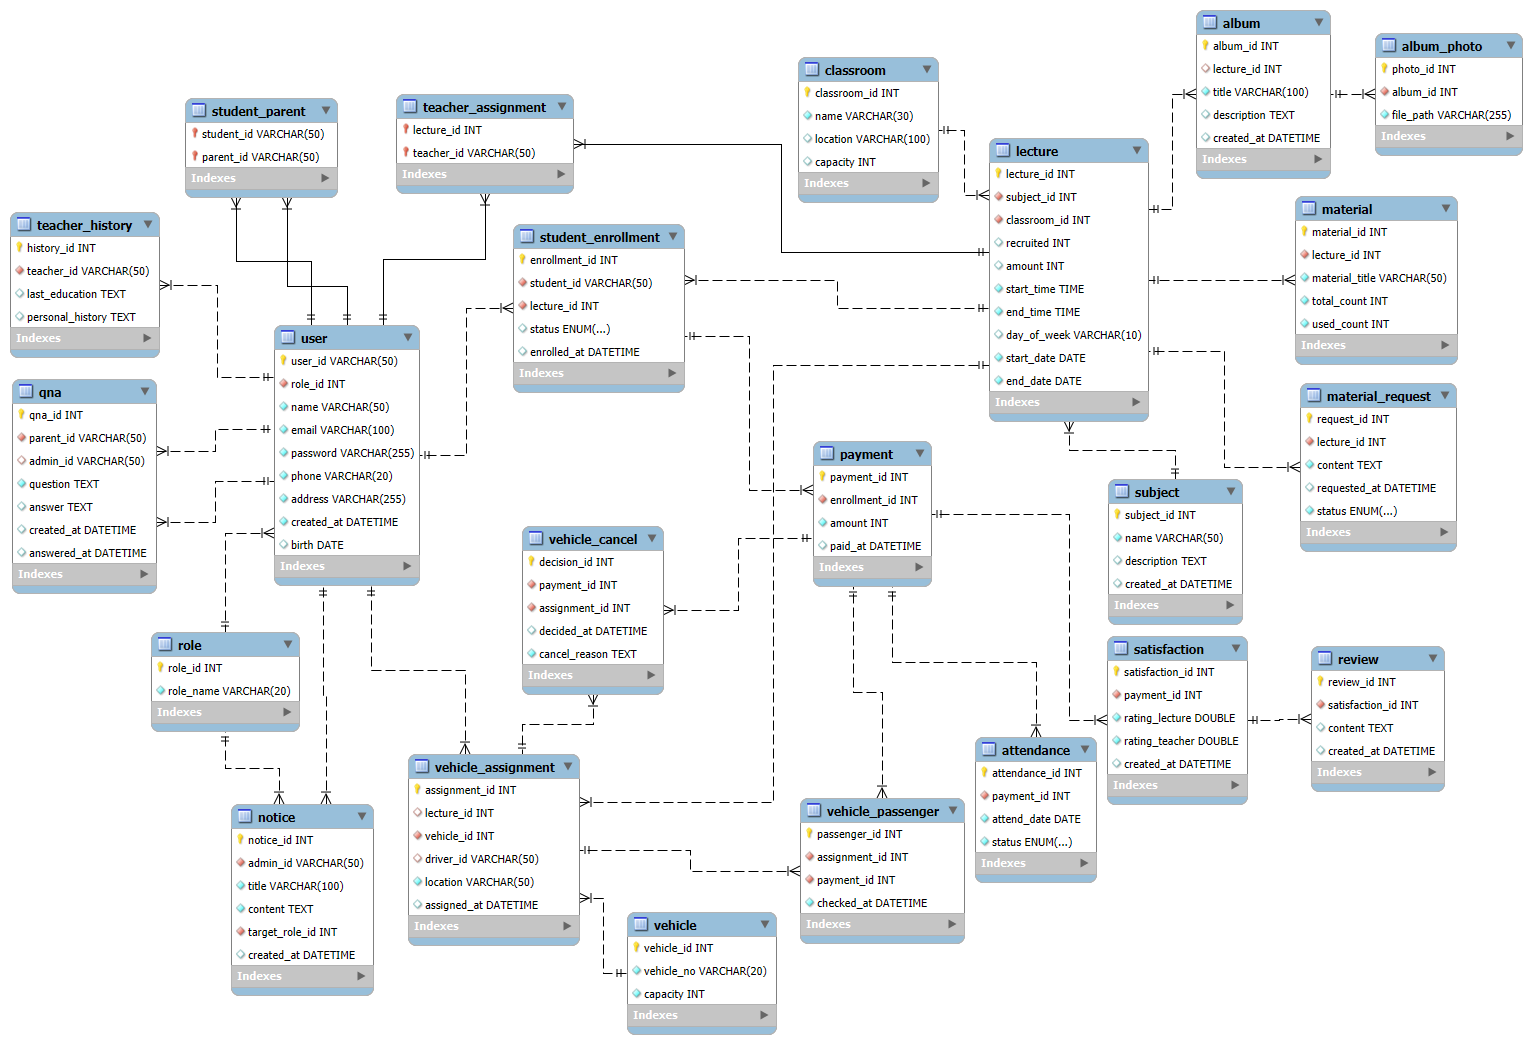 album
album_id INT
lecture_id INT
title VARCHAR(100)
description TEXT
created_at DATETIME
Indexes
album_photo
photo_id INT
album_id INT
file_path VARCHAR(255)
Indexes
classroom
classroom_id INT
name VARCHAR(30)
location VARCHAR(100)
capacity INT
Indexes
student_parent
student_id VARCHAR(50)
parent_id VARCHAR(50)
Indexes
teacher_assignment
lecture_id INT
teacher_id VARCHAR(50)
Indexes
lecture
lecture_id INT
subject_id INT
classroom_id INT
recruited INT
amount INT
start_time TIME
end_time TIME
day_of_week VARCHAR(10)
start_date DATE
end_date DATE
Indexes
material
material_id INT
lecture_id INT
material_title VARCHAR(50)
total_count INT
used_count INT
Indexes
teacher_history
history_id INT
teacher_id VARCHAR(50)
last_education TEXT
personal_history TEXT
Indexes
student_enrollment
enrollment_id INT
student_id VARCHAR(50)
lecture_id INT
status ENUM(...)
enrolled_at DATETIME
Indexes
user
user_id VARCHAR(50)
role_id INT
name VARCHAR(50)
email VARCHAR(100)
password VARCHAR(255)
phone VARCHAR(20)
address VARCHAR(255)
created_at DATETIME
birth DATE
Indexes
qna
qna_id INT
parent_id VARCHAR(50)
admin_id VARCHAR(50)
question TEXT
answer TEXT
created_at DATETIME
answered_at DATETIME
Indexes
material_request
request_id INT
lecture_id INT
content TEXT
requested_at DATETIME
status ENUM(...)
Indexes
payment
payment_id INT
enrollment_id INT
amount INT
paid_at DATETIME
Indexes
subject
subject_id INT
name VARCHAR(50)
description TEXT
created_at DATETIME
Indexes
vehicle_cancel
decision_id INT
payment_id INT
assignment_id INT
decided_at DATETIME
cancel_reason TEXT
Indexes
role
role_id INT
role_name VARCHAR(20)
Indexes
satisfaction
satisfaction_id INT
payment_id INT
rating_lecture DOUBLE
rating_teacher DOUBLE
created_at DATETIME
Indexes
review
review_id INT
satisfaction_id INT
content TEXT
created_at DATETIME
Indexes
attendance
attendance_id INT
payment_id INT
attend_date DATE
status ENUM(...)
Indexes
vehicle_assignment
assignment_id INT
lecture_id INT
vehicle_id INT
driver_id VARCHAR(50)
location VARCHAR(50)
assigned_at DATETIME
Indexes
vehicle_passenger
passenger_id INT
assignment_id INT
payment_id INT
checked_at DATETIME
Indexes
notice
notice_id INT
admin_id VARCHAR(50)
title VARCHAR(100)
content TEXT
target_role_id INT
created_at DATETIME
Indexes
vehicle
vehicle_id INT
vehicle_no VARCHAR(20)
capacity INT
Indexes